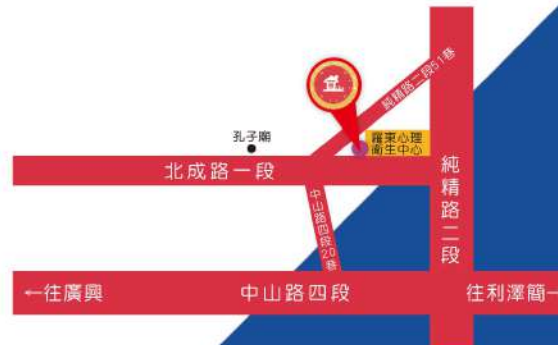 純精路二段51巷
孔子廟
羅東心理
衛生中心
北成路一段
純精路二段
中山路四段20巷
←往廣興
中山路四段
往利澤簡→